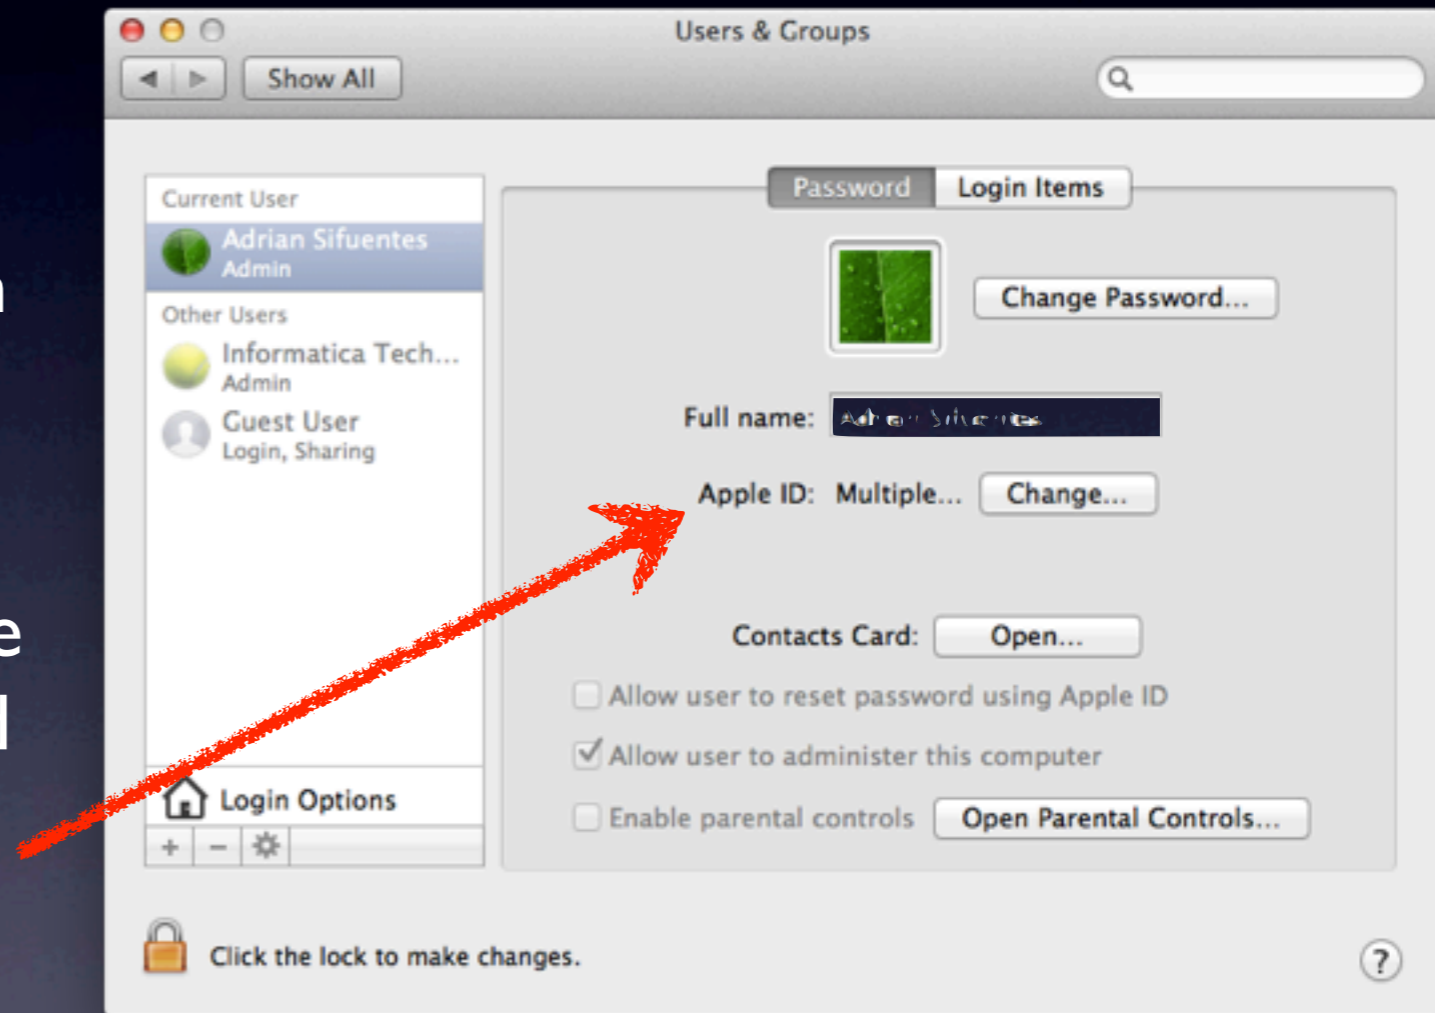 Users & Groups
Show All
Password
Login Items
Current User
Adrian Sifuentes
Admin
Other Users
Informatica Tech...
Admin
Guest User
Login, Sharing
Login Options
+ -
Change Password...
Full name:
Apple ID: Multiple... Change...
Contacts Card: Open...
Allow user to reset password using Apple ID
Allow user to administer this computer
Enable parental controls Open Parental Controls...
Click the lock to make changes.
?